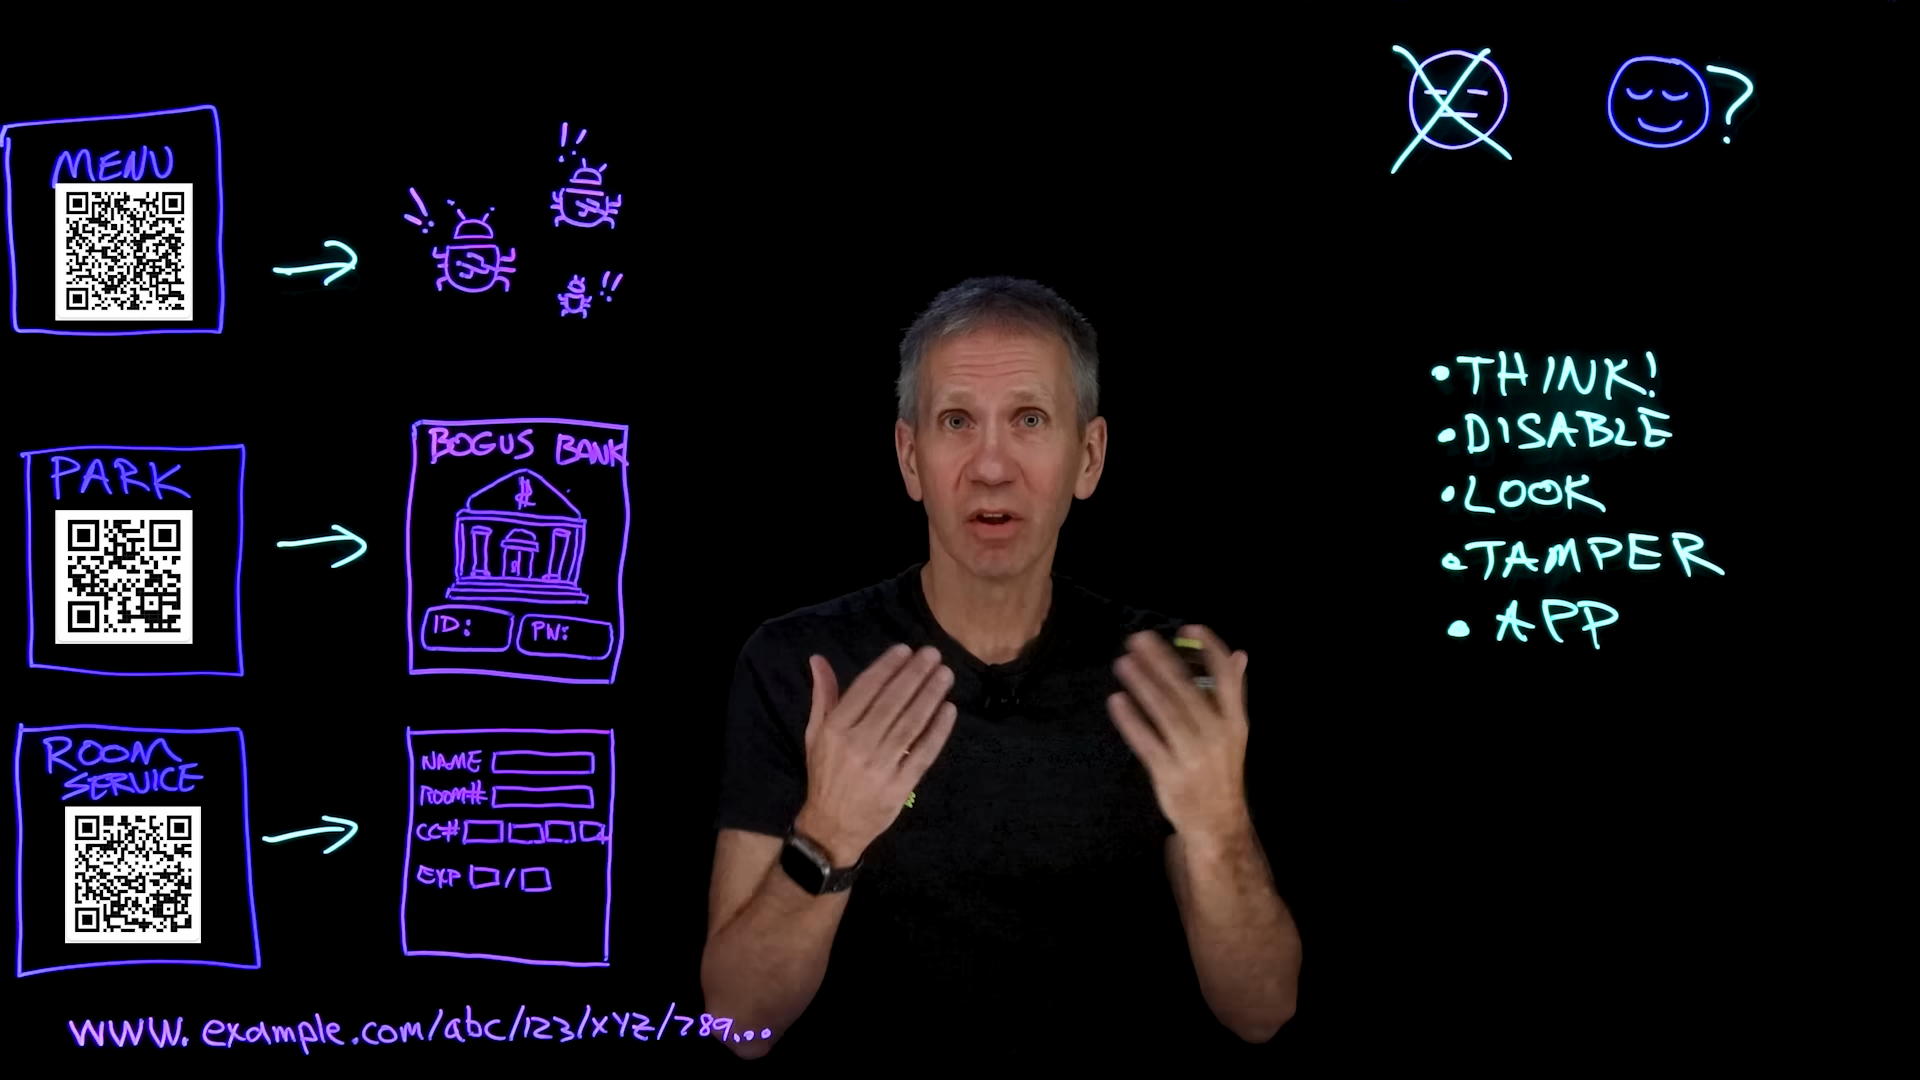 MENU
!!
!!
!!
PARK
BOGUS BANK
ID:
PW:
ROOM
SERVICE
NAME
ROOM#
CC#
EXP /
www.example.com/abc/123/XYZ/789...
?
• THINK!
• DISABLE
• LOOK
• TAMPER
• APP